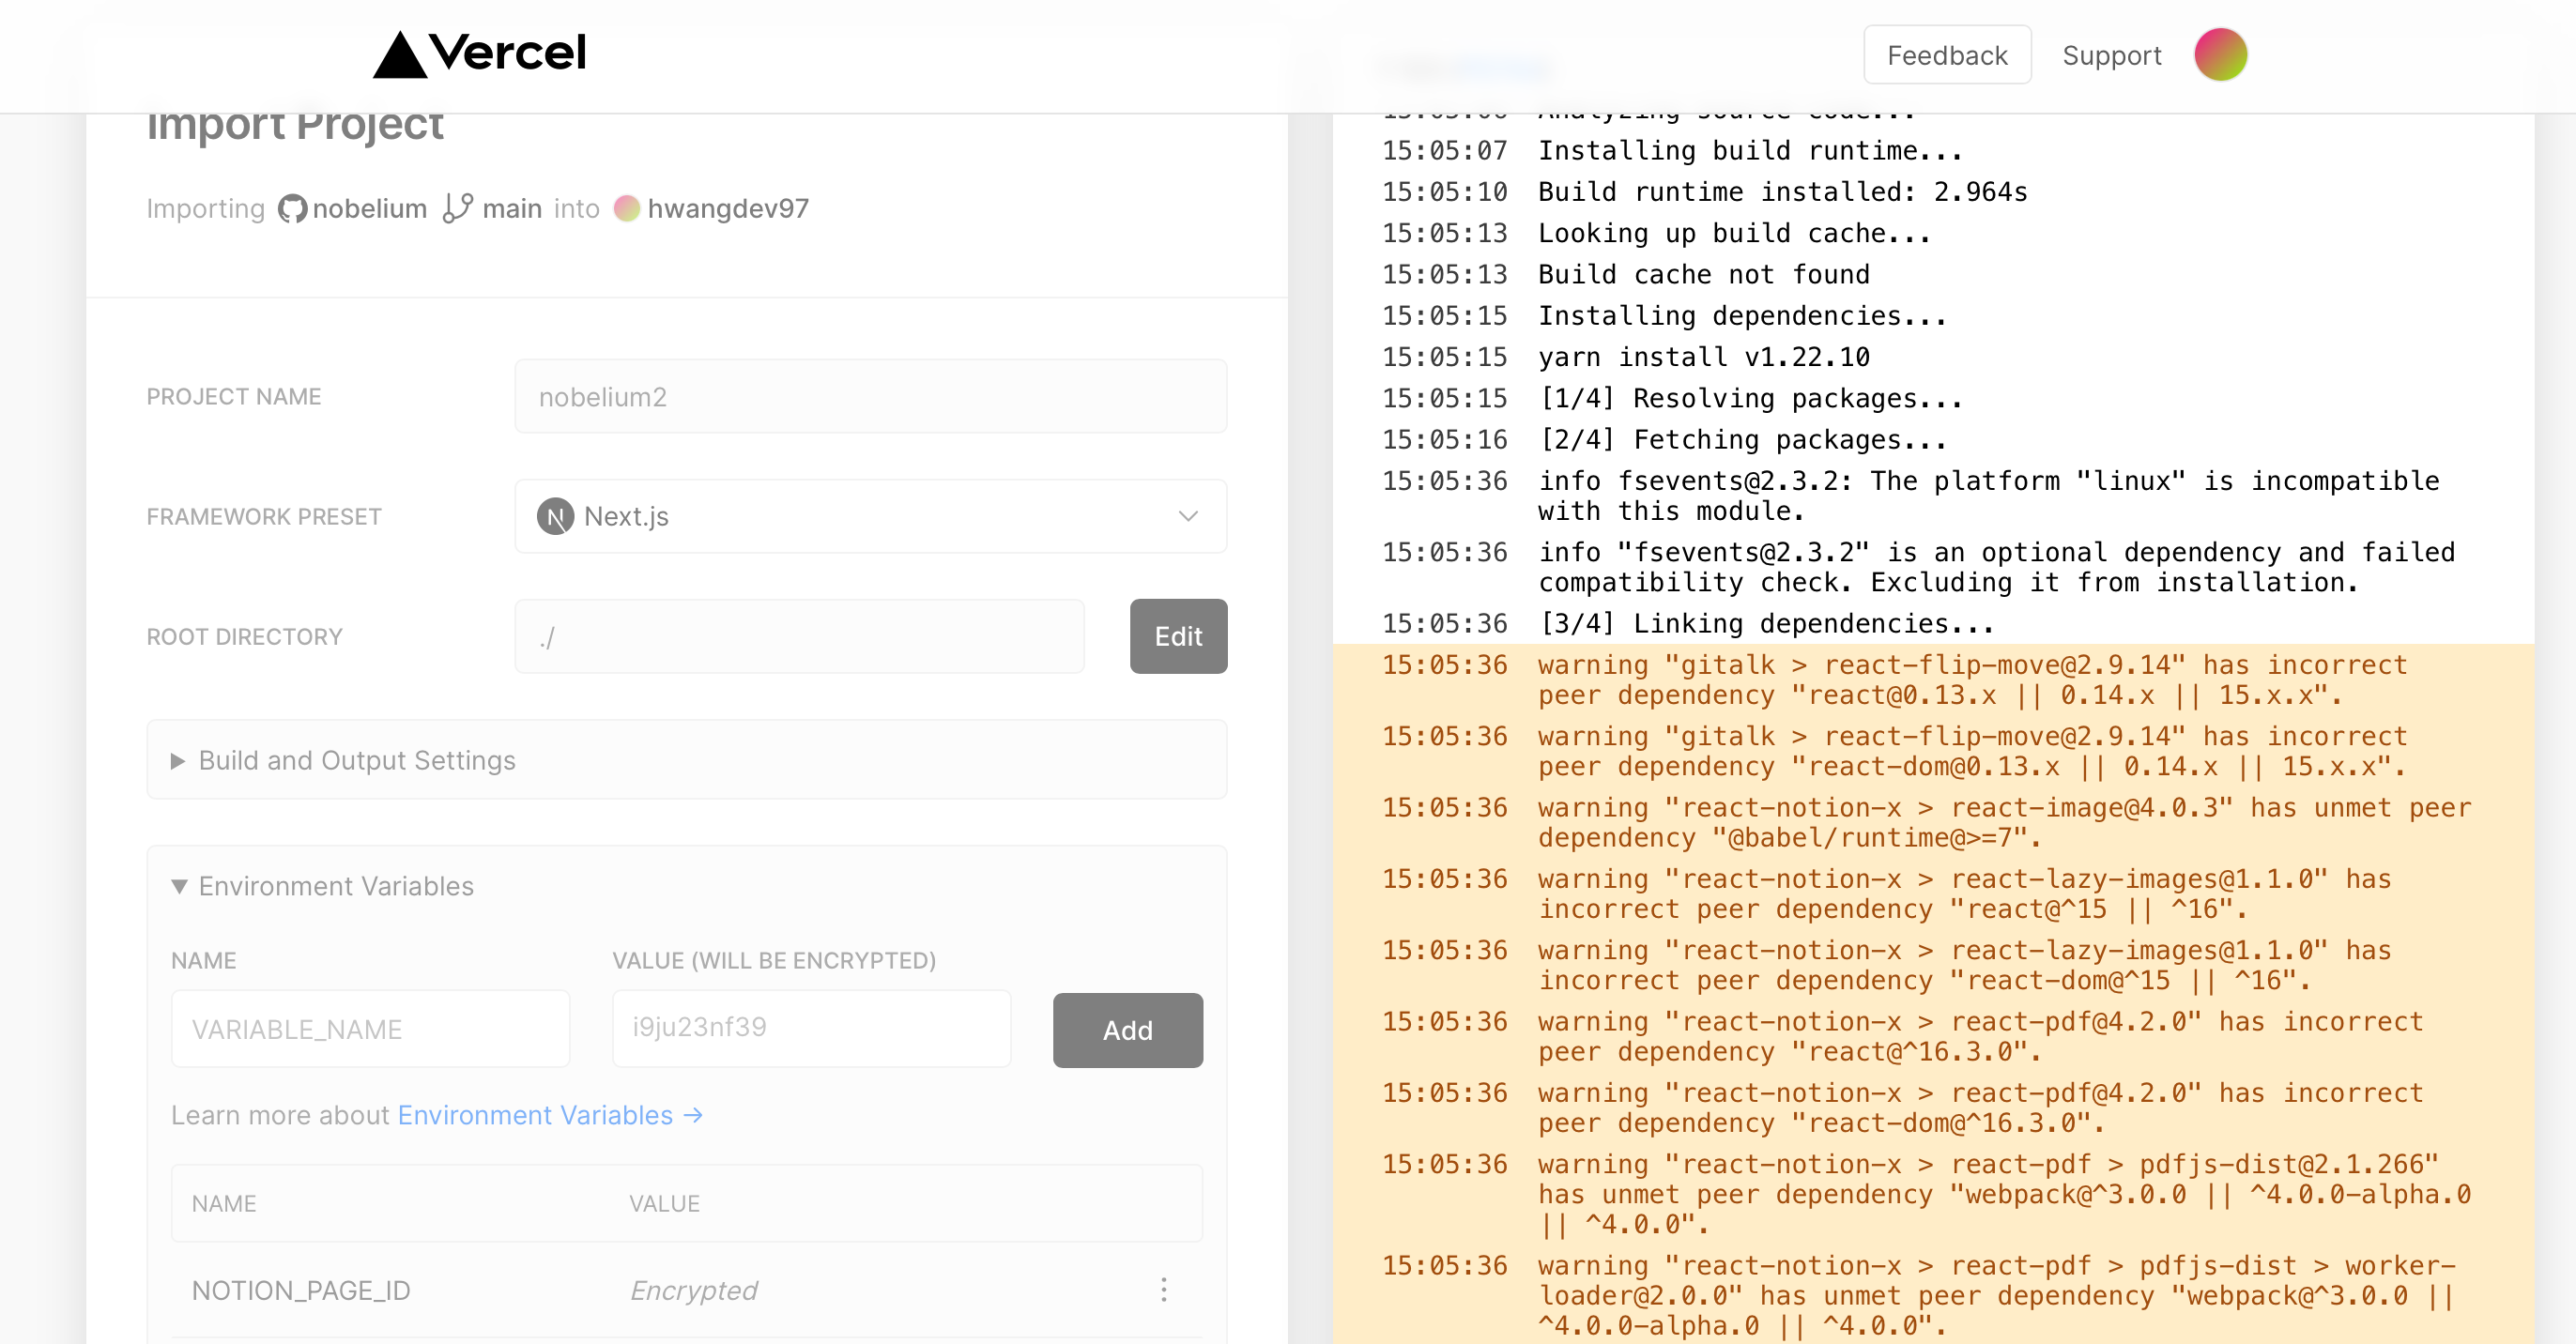 Vercel
Feedback
Support
Import Project
Importing nobelium main into hwangdev97
PROJECT NAME
nobelium2
FRAMEWORK PRESET
Next.js
ROOT DIRECTORY
./
Edit
Build and Output Settings
Environment Variables
NAME
VALUE (WILL BE ENCRYPTED)
VARIABLE_NAME
i9ju23nf39
Add
Learn more about Environment Variables →
NAME
VALUE
NOTION_PAGE_ID
Encrypted
15:05:06 Analyzing source code...
15:05:07 Installing build runtime...
15:05:10 Build runtime installed: 2.964s
15:05:13 Looking up build cache...
15:05:13 Build cache not found
15:05:15 Installing dependencies...
15:05:15 yarn install v1.22.10
15:05:15 [1/4] Resolving packages...
15:05:16 [2/4] Fetching packages...
15:05:36 info fsevents@2.3.2: The platform "linux" is incompatible
with this module.
15:05:36 info "fsevents@2.3.2" is an optional dependency and failed
compatibility check. Excluding it from installation.
15:05:36 [3/4] Linking dependencies...
15:05:36 warning "gitalk > react-flip-move@2.9.14" has incorrect
peer dependency "react@0.13.x || 0.14.x || 15.x.x".
15:05:36 warning "gitalk > react-flip-move@2.9.14" has incorrect
peer dependency "react-dom@0.13.x || 0.14.x || 15.x.x".
15:05:36 warning "react-notion-x > react-image@4.0.3" has unmet peer
dependency "@babel/runtime@>=7".
15:05:36 warning "react-notion-x > react-lazy-images@1.1.0" has
incorrect peer dependency "react@^15 || ^16".
15:05:36 warning "react-notion-x > react-lazy-images@1.1.0" has
incorrect peer dependency "react-dom@^15 || ^16".
15:05:36 warning "react-notion-x > react-pdf@4.2.0" has incorrect
peer dependency "react@^16.3.0".
15:05:36 warning "react-notion-x > react-pdf@4.2.0" has incorrect
peer dependency "react-dom@^16.3.0".
15:05:36 warning "react-notion-x > react-pdf > pdfjs-dist@2.1.266"
has unmet peer dependency "webpack@^3.0.0 || ^4.0.0-alpha.0
|| ^4.0.0".
15:05:36 warning "react-notion-x > react-pdf > pdfjs-dist > worker-
loader@2.0.0" has unmet peer dependency "webpack@^3.0.0 ||
^4.0.0-alpha.0 || ^4.0.0".